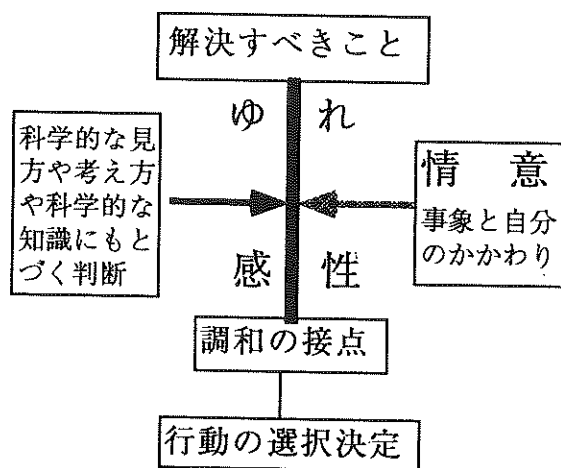 解決すべきこと
ゆれ
科学的な見
方や考え方
や科学的な
知識にもと
づく判断
情意
事象と自分
のかかわり
感性
調和の接点
行動の選択決定